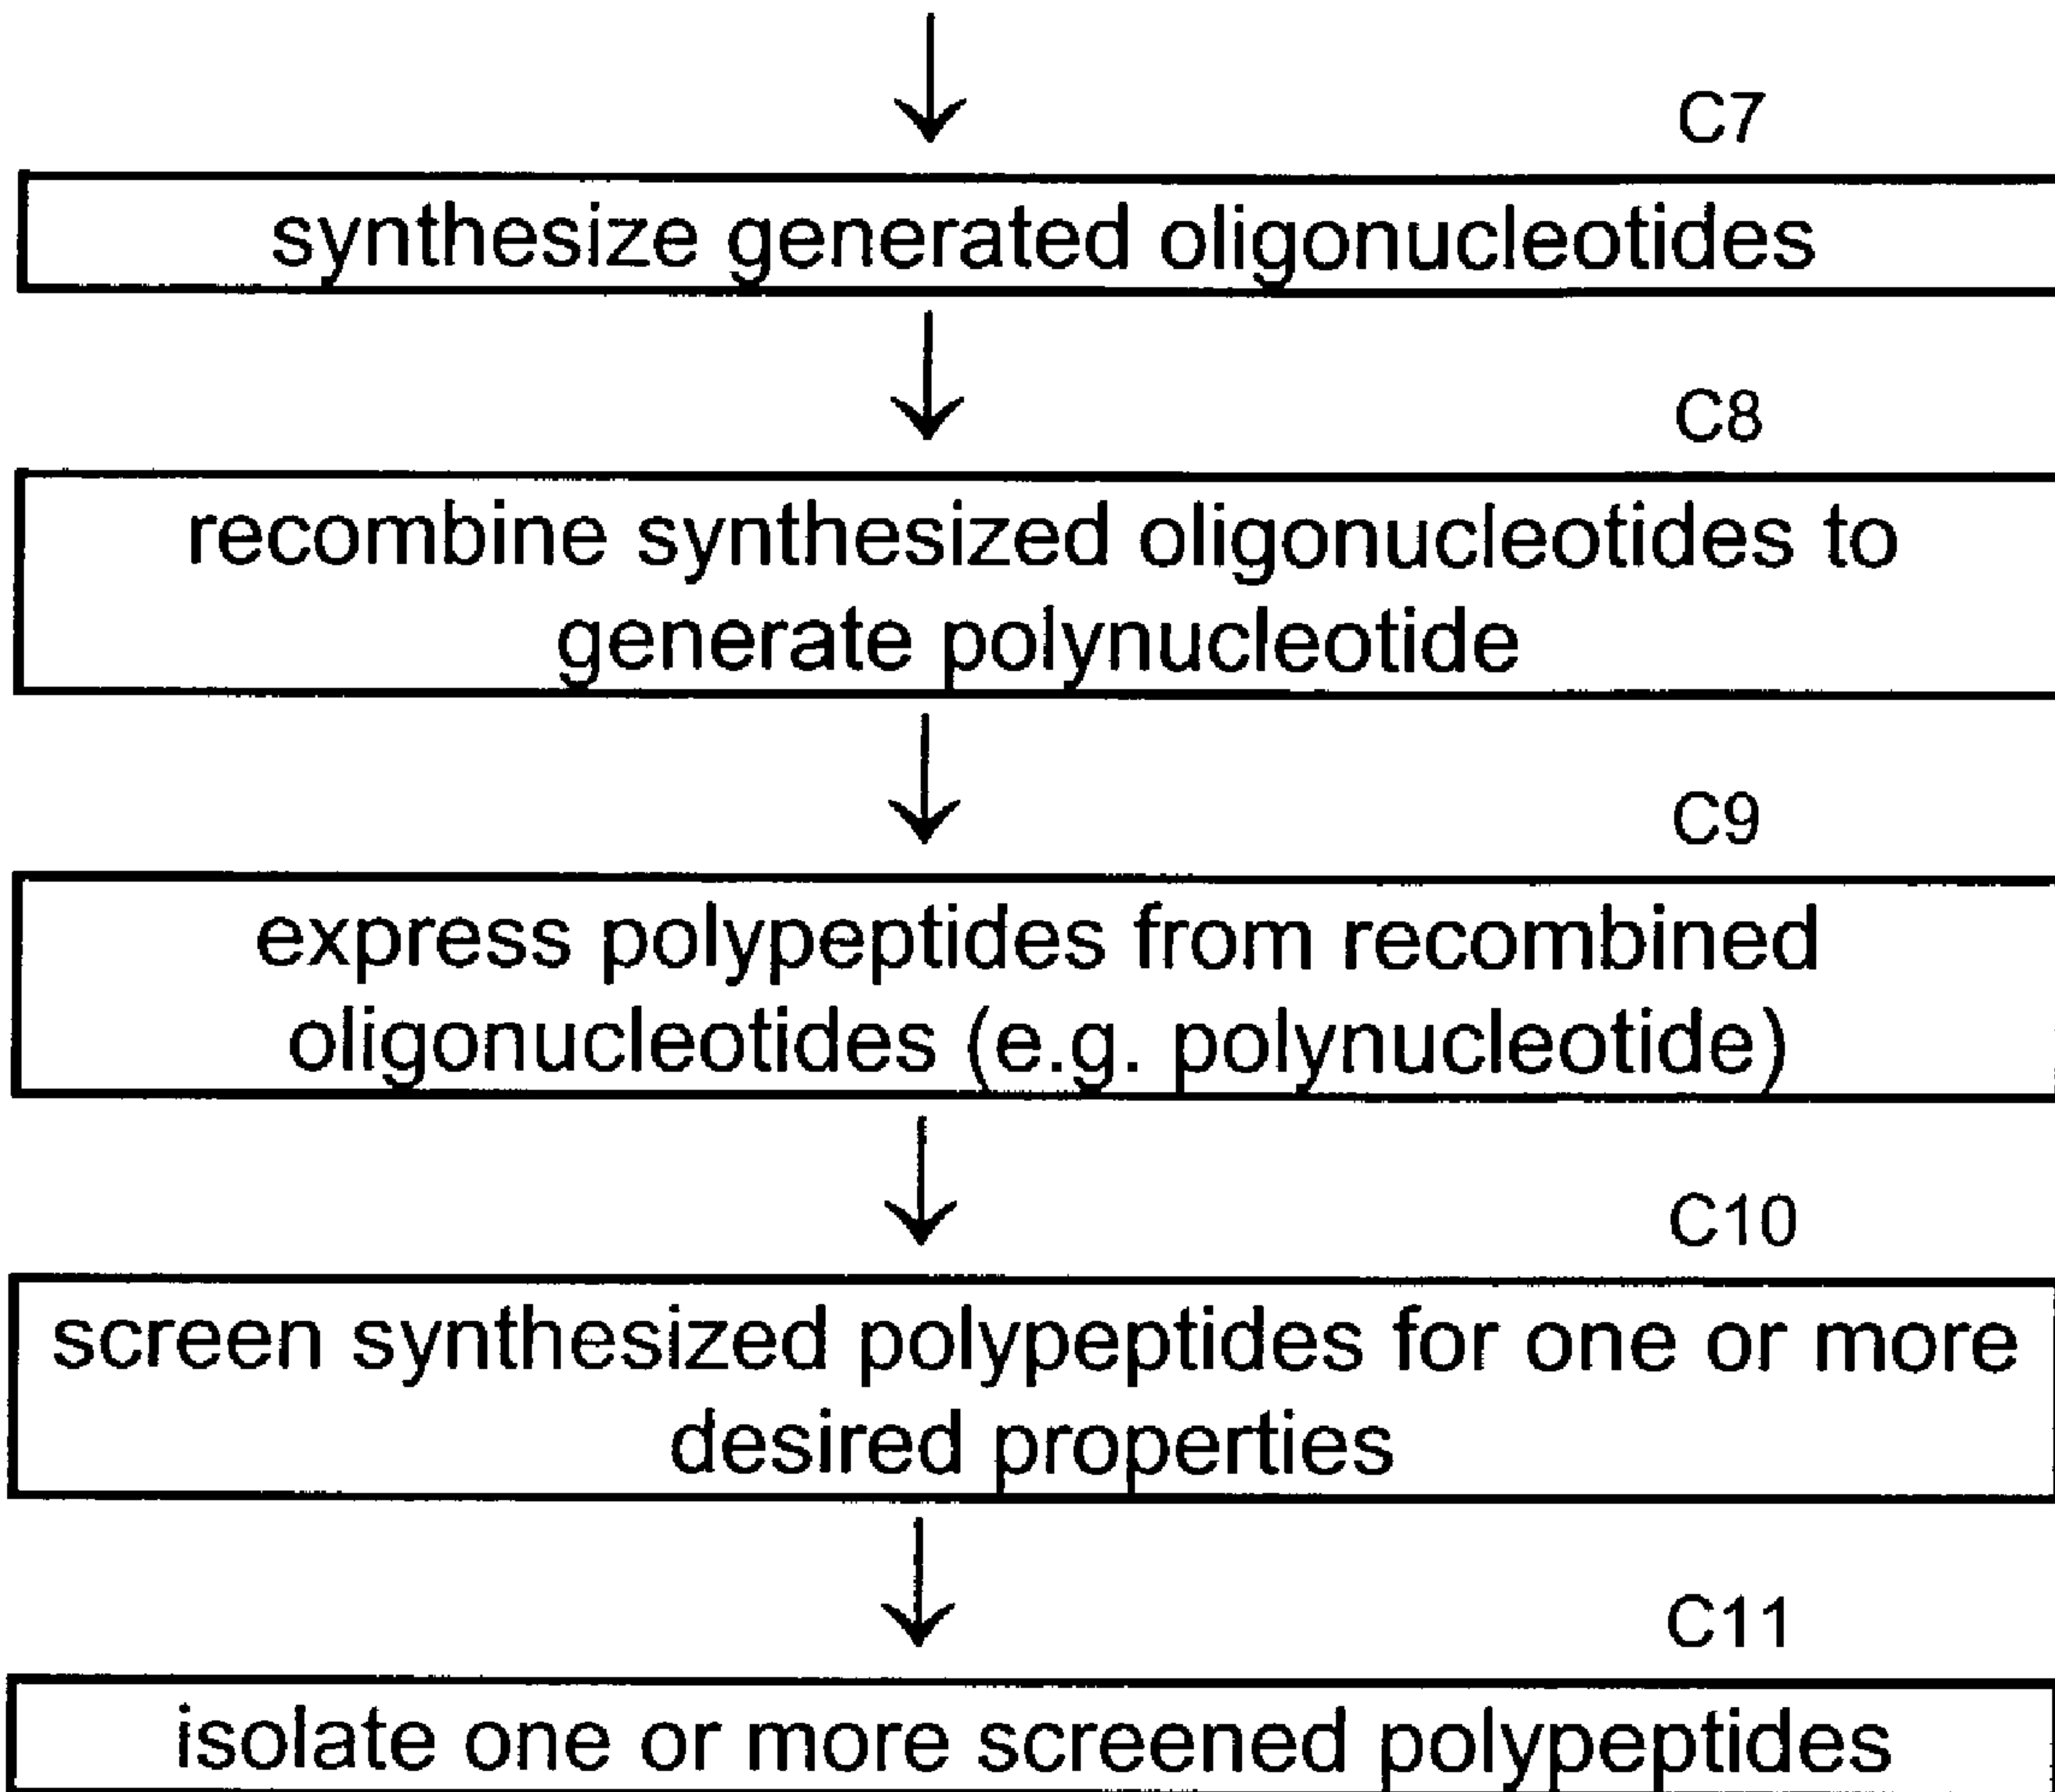 C7
synthesize generated oligonucleotides
C8
recombine synthesized oligonucleotides to
generate polynucleotide
C9
express polypeptides from recombined
oligonucleotides (e.g. polynucleotide)
C10
screen synthesized polypeptides for one or more
desired properties
C11
isolate one or more screened polypeptides